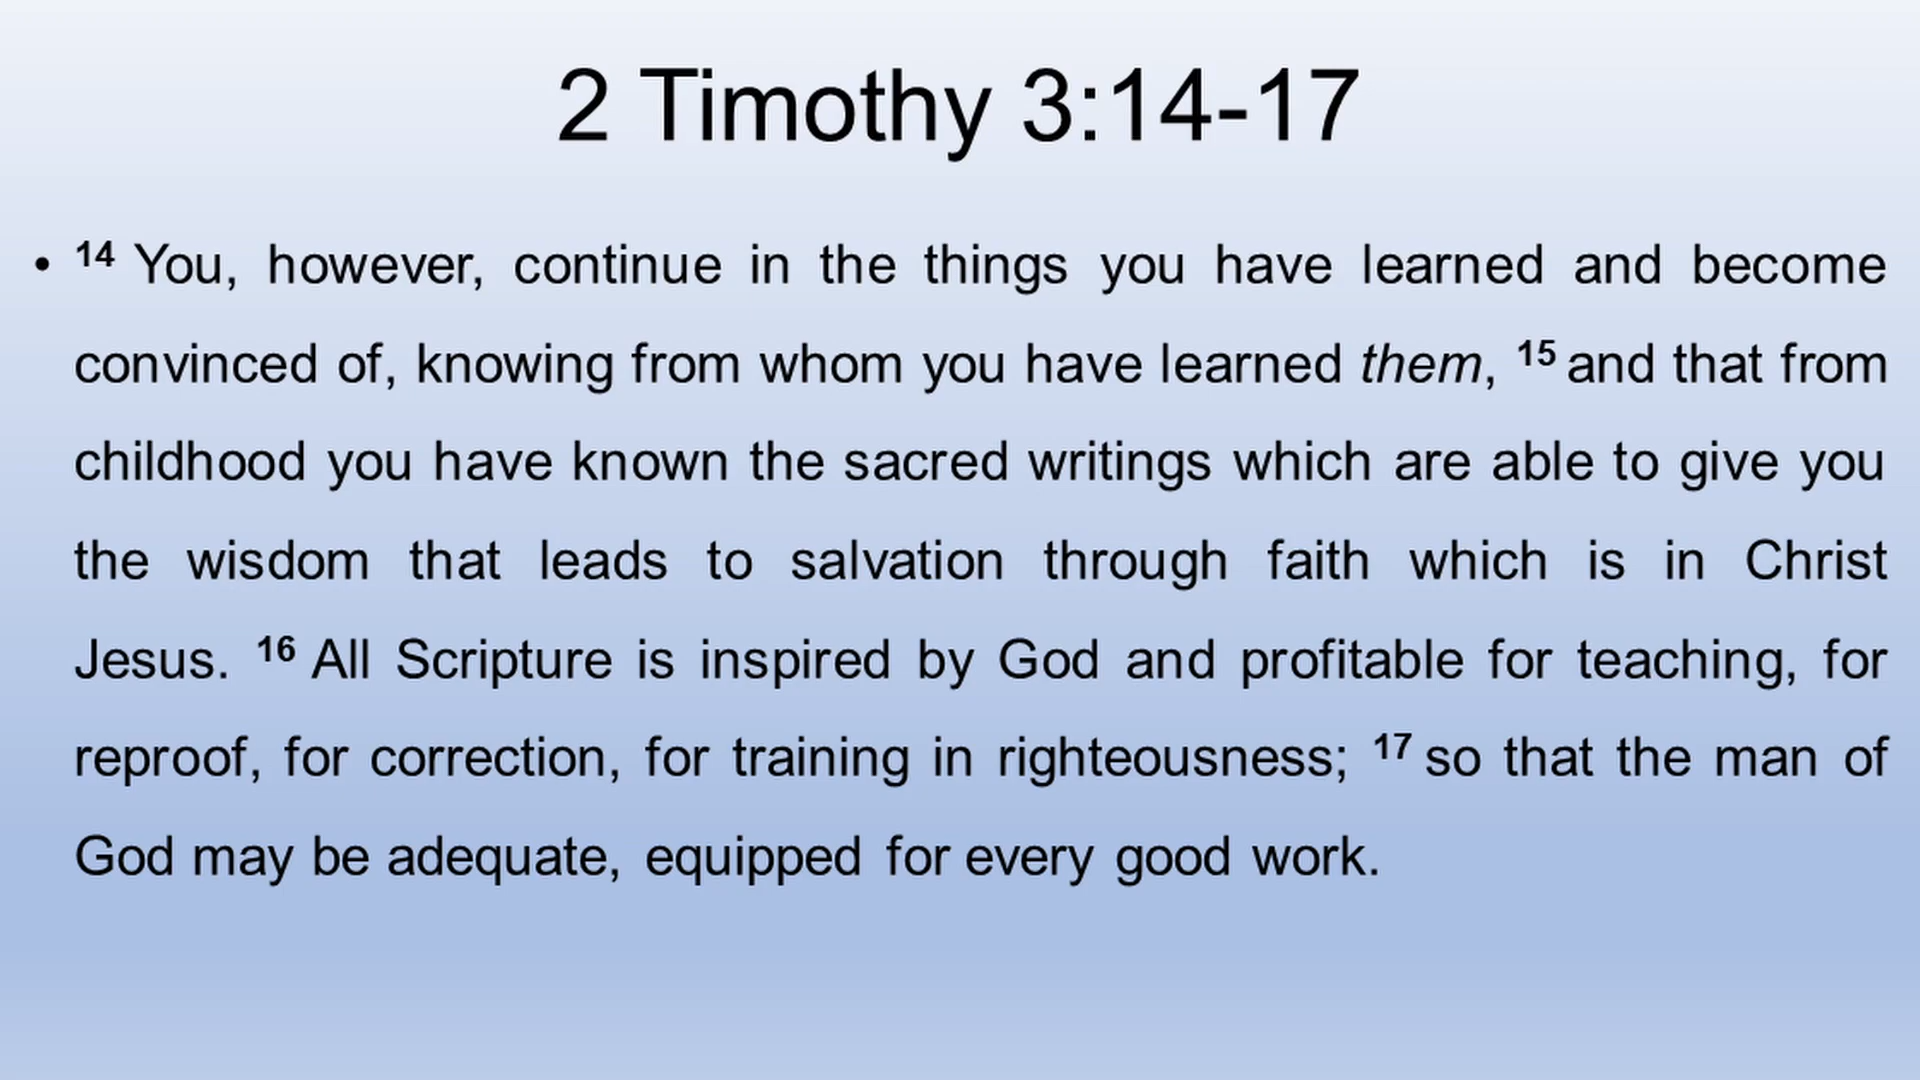 2 Timothy 3:14-17
• 14 You, however, continue in the things you have learned and become
convinced of, knowing from whom you have learned them, 15 and that from
childhood you have known the sacred writings which are able to give you
the wisdom that leads to salvation through faith which is in Christ
Jesus. 16 All Scripture is inspired by God and profitable for teaching, for
reproof, for correction, for training in righteousness; 17 so that the man of
God may be adequate, equipped for every good work.